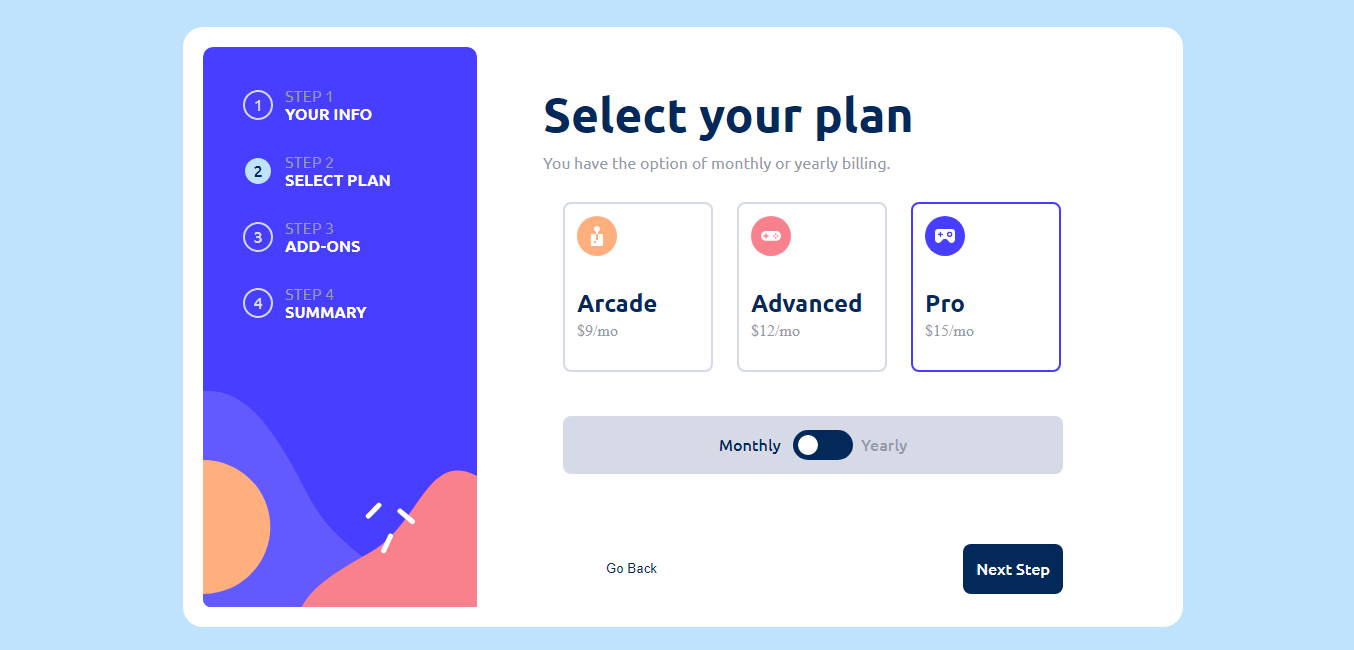 1
STEP 1
YOUR INFO
2
STEP 2
SELECT PLAN
3
STEP 3
ADD-ONS
4
STEP 4
SUMMARY
Select your plan
You have the option of monthly or yearly billing.
Arcade
$9/mo
Advanced
$12/mo
Pro
$15/mo
Monthly
Yearly
Go Back
Next Step